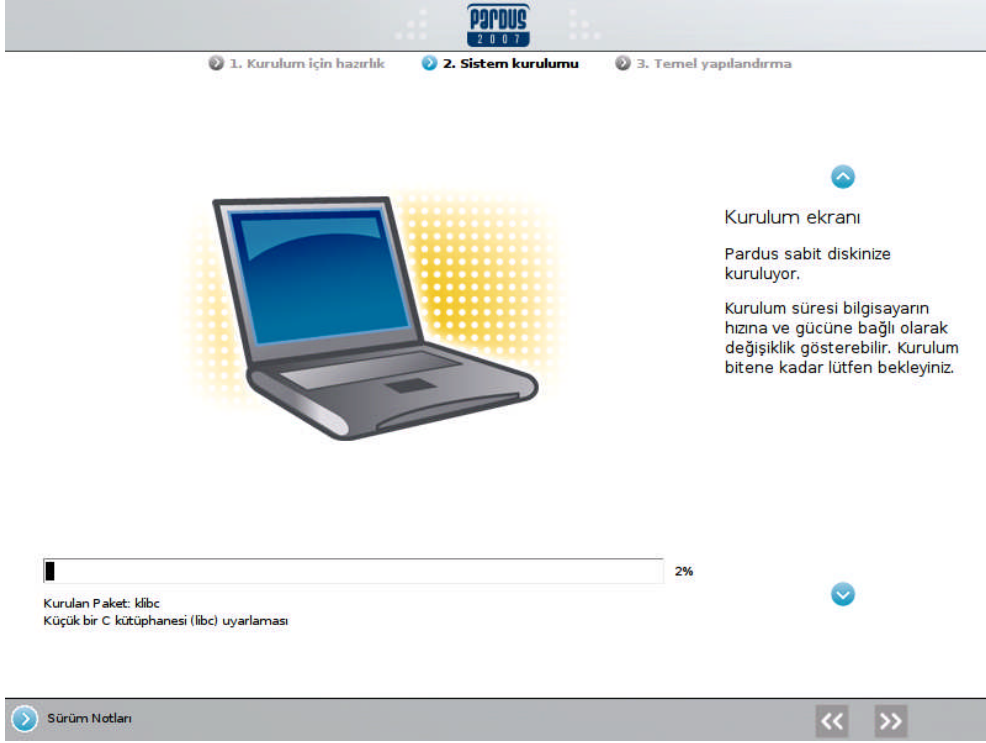 PARDUS
2007
1. Kurulum için hazırlık
2. Sistem kurulumu
3. Temel yapılandırma
Kurulum ekranı
Pardus sabit diskinize
kuruluyor.
Kurulum süresi bilgisayarın
hızına ve gücüne bağlı olarak
değişiklik gösterebilir. Kurulum
bitene kadar lütfen bekleyiniz.
2%
Kurulan Paket: klibc
Küçük bir C kütüphanesi (libc) uyarlaması
Sürüm Notları